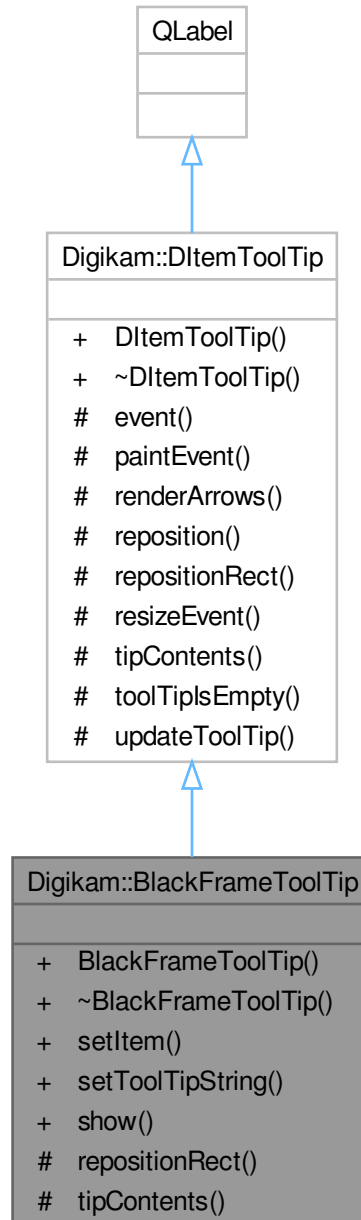 QLabel
Digikam::DItemToolTip
+ DItemToolTip()
+ ~DItemToolTip()
# event()
# paintEvent()
# renderArrows()
# reposition()
# repositionRect()
# resizeEvent()
# tipContents()
# toolTipIsEmpty()
# updateToolTip()
Digikam::BlackFrameToolTip
+ BlackFrameToolTip()
+ ~BlackFrameToolTip()
+ setItem()
+ setToolTipString()
+ show()
# repositionRect()
# tipContents()